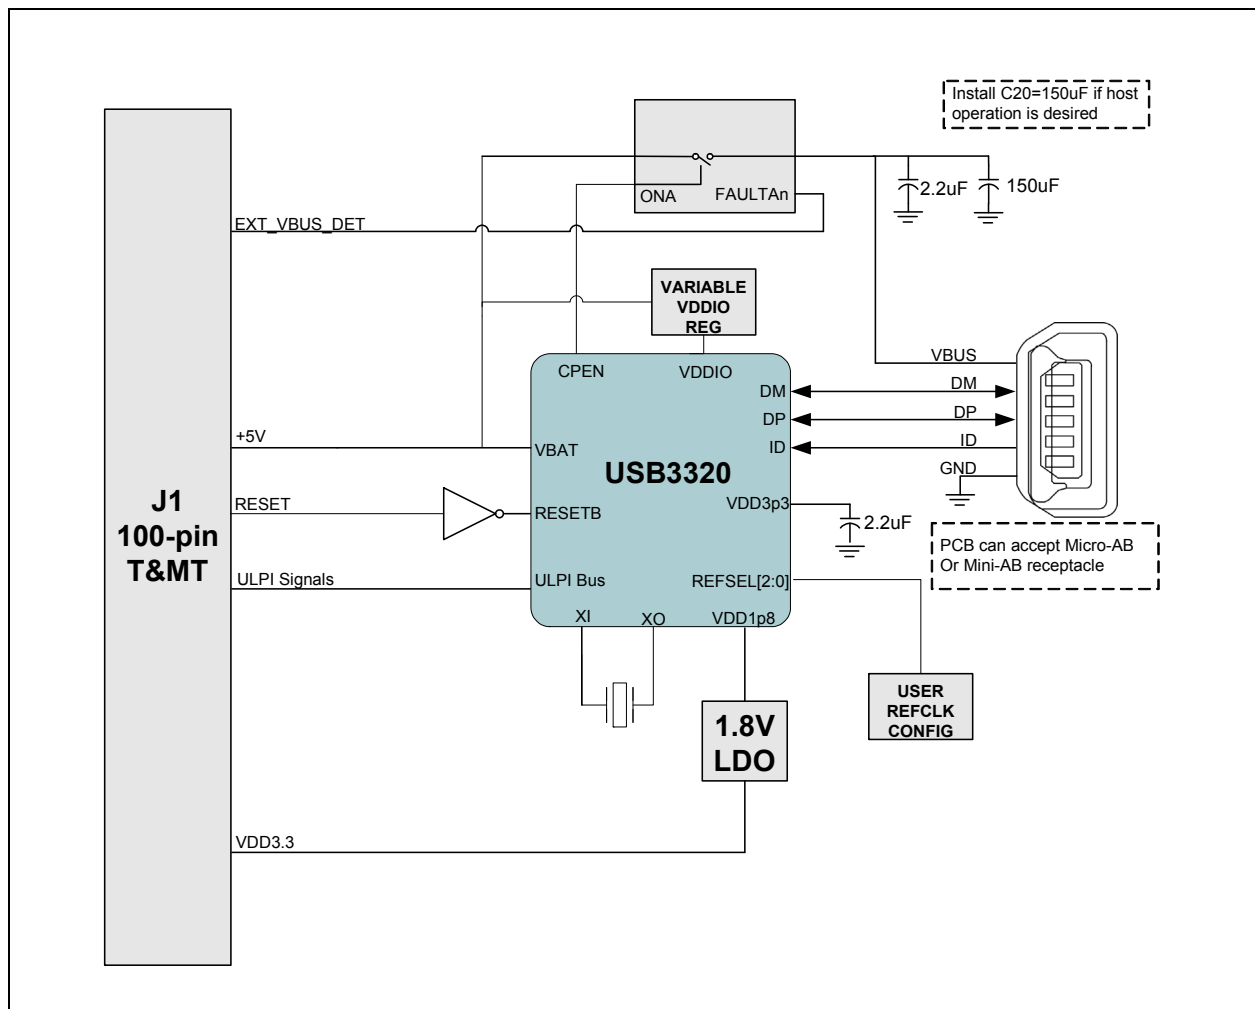 Install C20=150uF if host
operation is desired
ONA
FAULTAn
2.2uF
150uF
EXT_VBUS_DET
VARIABLE
VDDIO
REG
CPEN
VDDIO
VBUS
DM
DM
DP
DP
ID
ID
GND
+5V
VBAT
USB3320
J1
100-pin
T&MT
RESET
RESETB
VDD3p3
2.2uF
PCB can accept Micro-AB
Or Mini-AB receptacle
ULPI Signals
ULPI Bus
REFSEL[2:0]
XI
XO
VDD1p8
USER
REFCLK
CONFIG
1.8V
LDO
VDD3.3